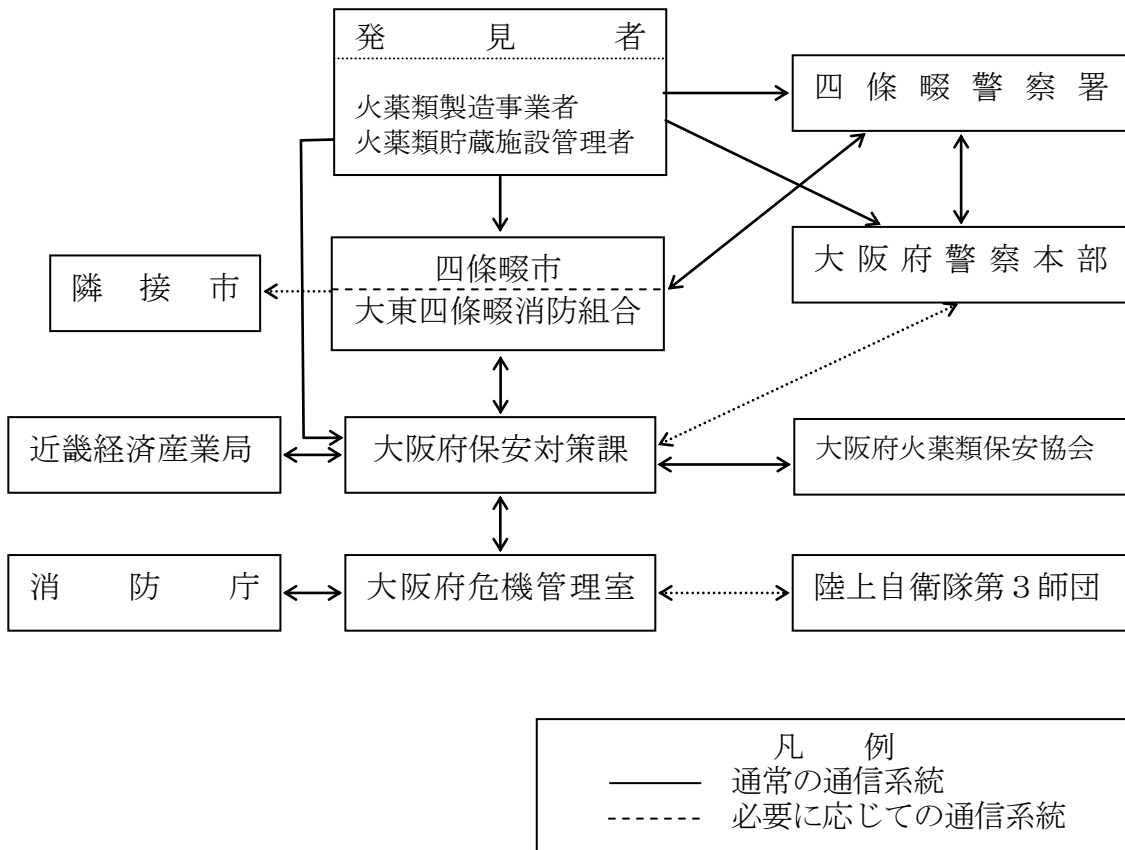 発見者
火薬類製造事業者
火薬類貯蔵施設管理者
四條畷警察署
四條畷市
大東四條畷消防組合
隣接市
大阪府警察本部
近畿経済産業局
大阪府保安対策課
大阪府火薬類保安協会
消防庁
大阪府危機管理室
陸上自衛隊第３師団
凡例
通常の通信系統
必要に応じての通信系統